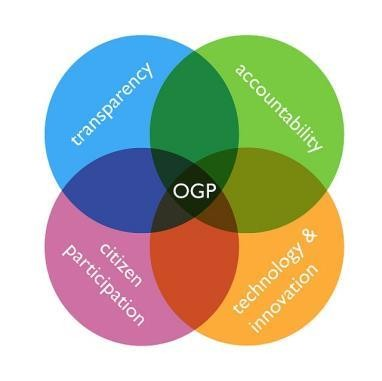 transparency
accountability
OGP
citizen
participation
technology &
innovation